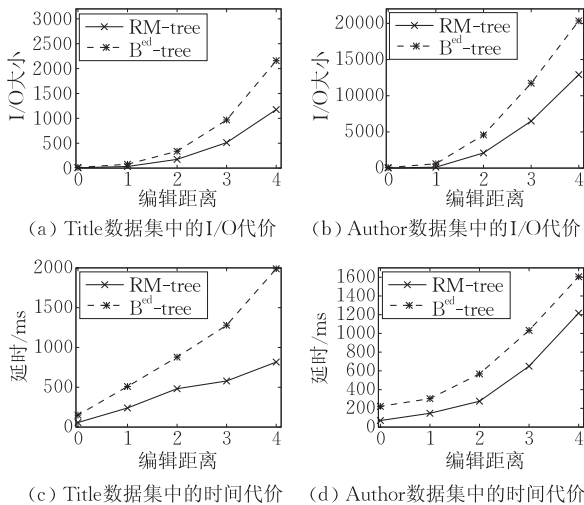 3000
2500
2000
1500
1000
500
0
I/O大小
RM-tree
B^ed-tree
0 1 2 3 4
编辑距离
(a) Title数据集中的I/O代价
20000
15000
10000
5000
0
I/O大小
RM-tree
B^ed-tree
0 1 2 3 4
编辑距离
(b) Author数据集中的I/O代价
2000
1500
1000
500
0
延时/ms
RM-tree
B^ed-tree
0 1 2 3 4
编辑距离
(c) Title数据集中的时间代价
1600
1400
1200
1000
800
600
400
200
0
延时/ms
RM-tree
B^ed-tree
0 1 2 3 4
编辑距离
(d) Author数据集中的时间代价